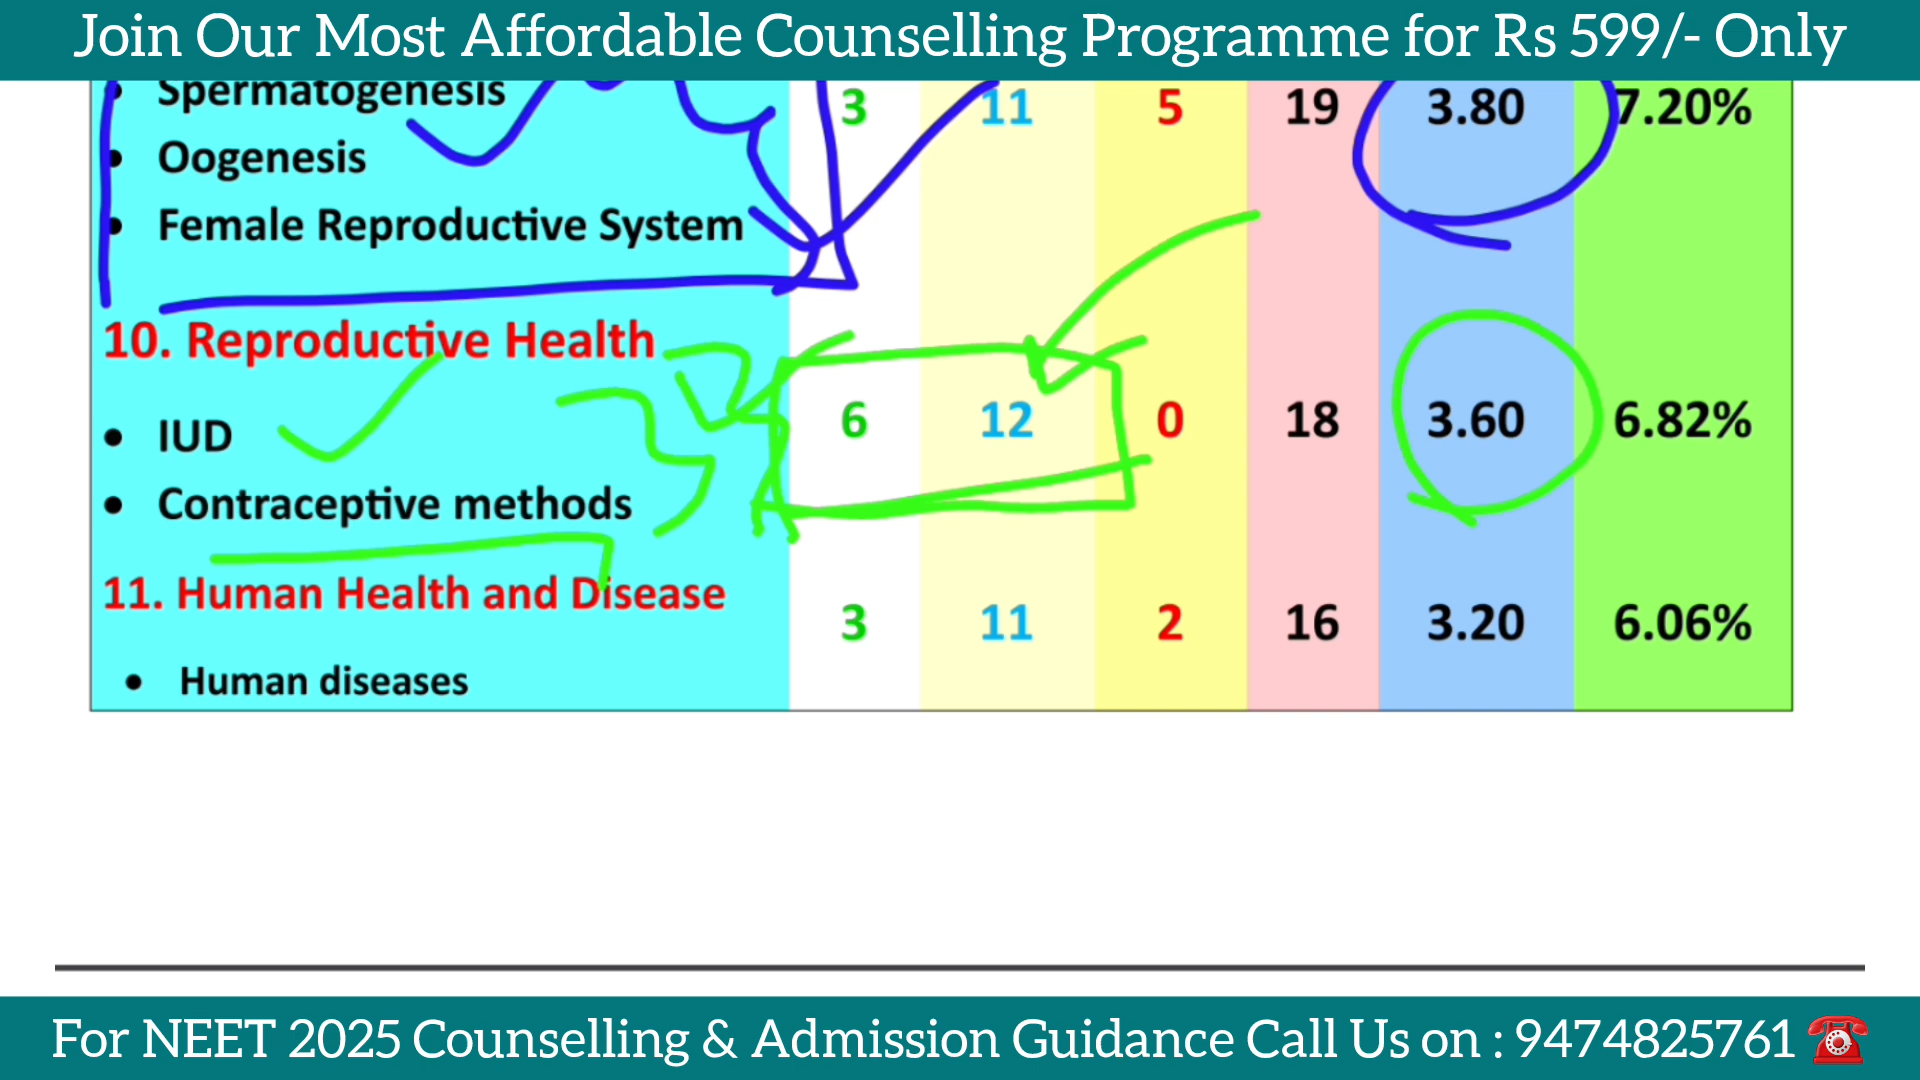 Join Our Most Affordable Counselling Programme for Rs 599/- Only
• Spermatogenesis 3 11 5 19 3.80 7.20%
• Oogenesis
• Female Reproductive System
10. Reproductive Health
6 12 0 18 3.60 6.82%
• IUD
• Contraceptive methods
11. Human Health and Disease
3 11 2 16 3.20 6.06%
• Human diseases
For NEET 2025 Counselling & Admission Guidance Call Us on : 9474825761 ☎️